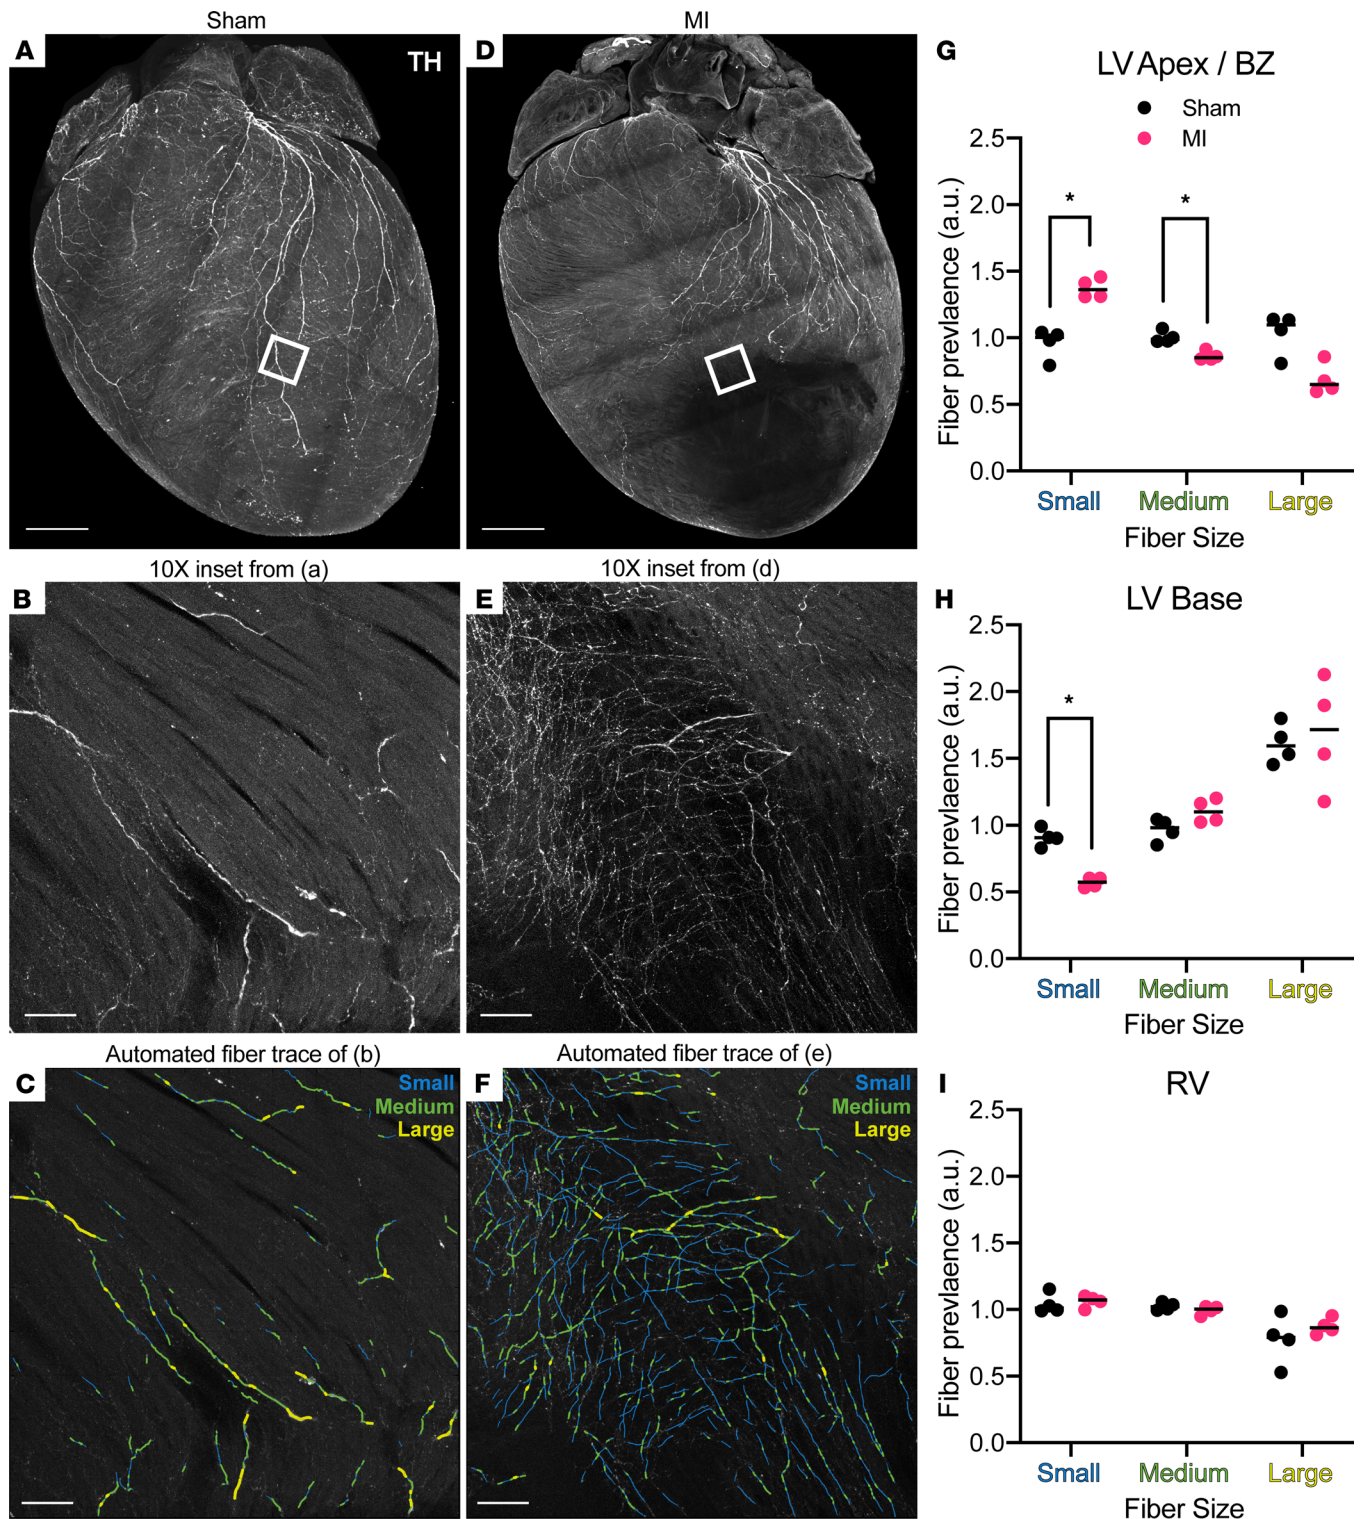 Sham
A
TH
MI
D
10X inset from (a)
B
10X inset from (d)
E
Automated fiber trace of (b)
C
Small
Medium
Large
Automated fiber trace of (e)
F
Small
Medium
Large
G
LV Apex / BZ
Sham
MI
Fiber prevlaence (a.u.)
2.5
2.0
1.5
1.0
0.5
0.0
*
*
Small
Medium
Large
Fiber Size
H
LV Base
Fiber prevlaence (a.u.)
2.5
2.0
1.5
1.0
0.5
0.0
*
Small
Medium
Large
Fiber Size
I
RV
Fiber prevlaence (a.u.)
2.5
2.0
1.5
1.0
0.5
0.0
Small
Medium
Large
Fiber Size